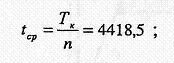 t_ср = T_к / n = 4418,5 ;